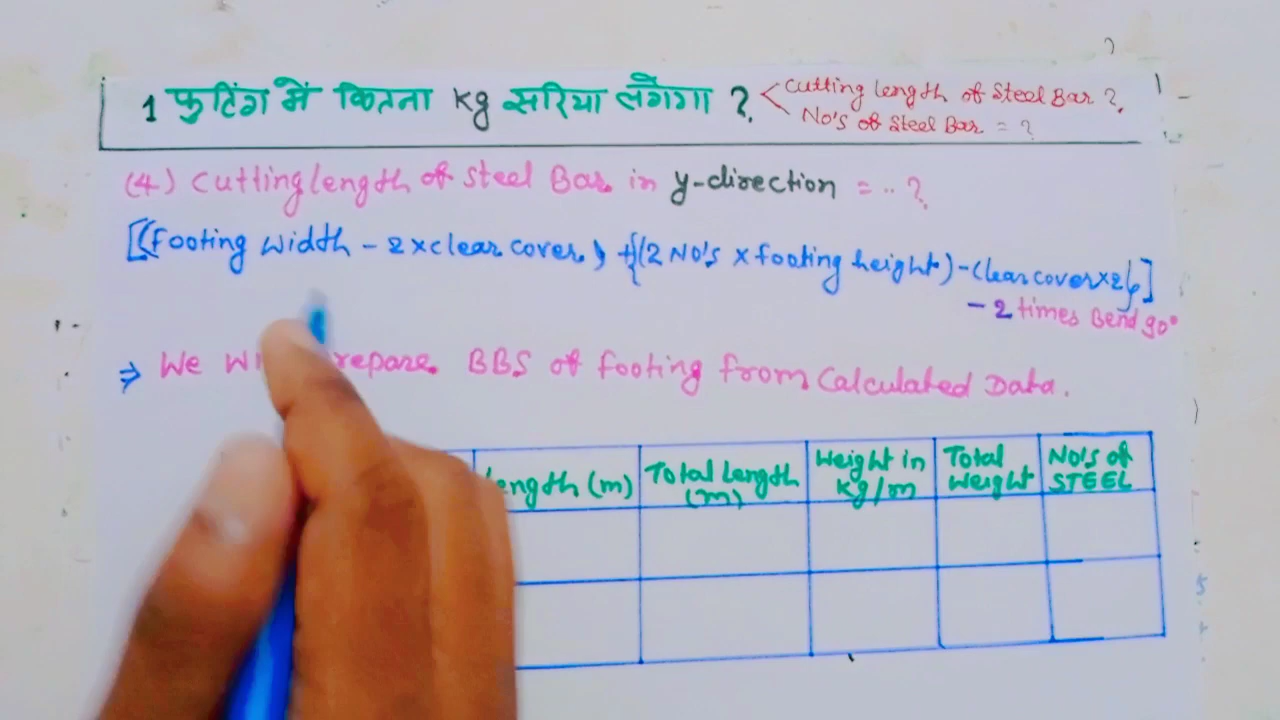 1 फुटिंग में कितना kg सरिया लगेगा ?
Cutting length of Steel Bar ?
No's of Steel Bar = ?
(4) Cutting length of Steel Bar in y-direction = .. ?
[(footing width - 2 x clear cover) + {(2 No's x footing height) - clear cover x 2}]
- 2 times Bend 90°
⇒ We prepare BBS of footing from Calculated Data.
(m) Total Length (m) Weight in kg/m Total Weight NO'S of STEEL